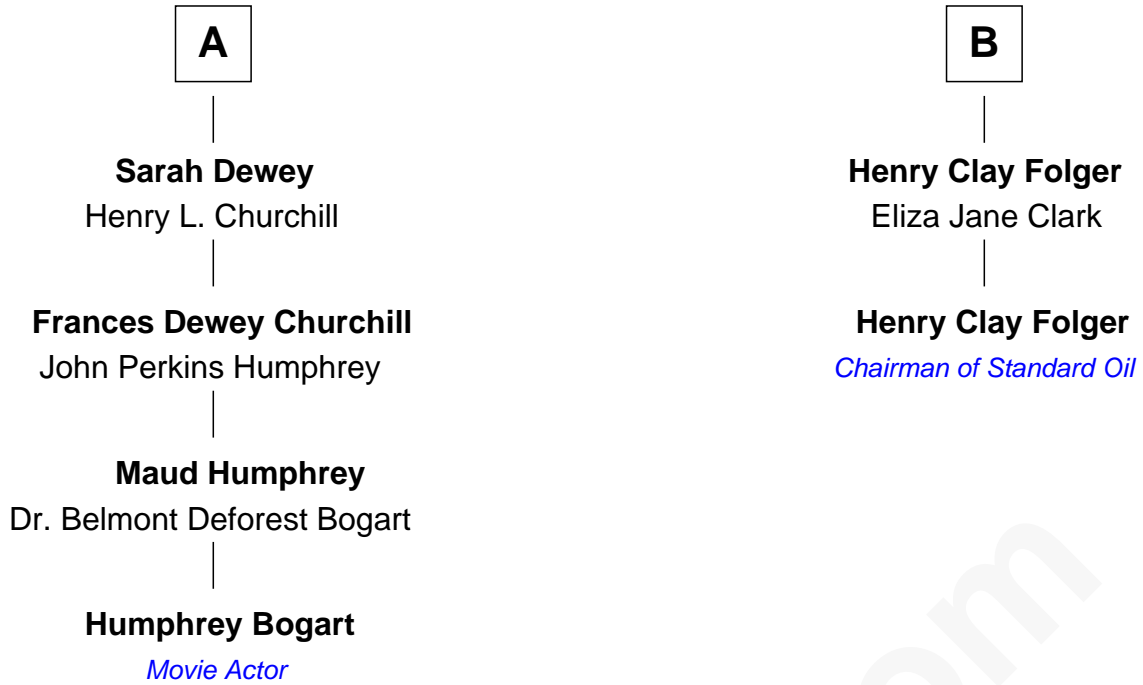 A
Sarah Dewey
Henry L. Churchill
Frances Dewey Churchill
John Perkins Humphrey
Maud Humphrey
Dr. Belmont Deforest Bogart
Humphrey Bogart
Movie Actor
B
Henry Clay Folger
Eliza Jane Clark
Henry Clay Folger
Chairman of Standard Oil
om